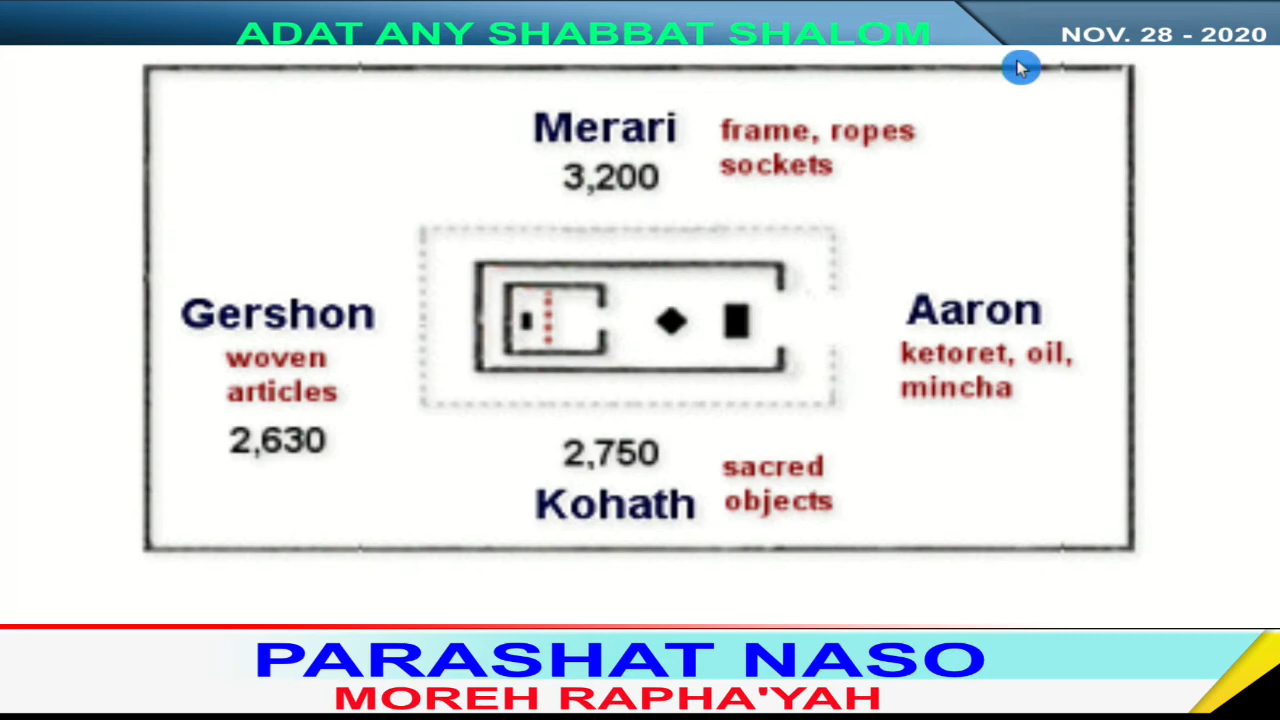 ADAT ANY SHABBAT SHALOM
NOV. 28 - 2020
Merari
3,200
frame, ropes
sockets
Gershon
woven
articles
2,630
Aaron
ketoret, oil,
mincha
2,750
Kohath
sacred
objects
PARASHAT NASO
MOREH RAPHA'YAH